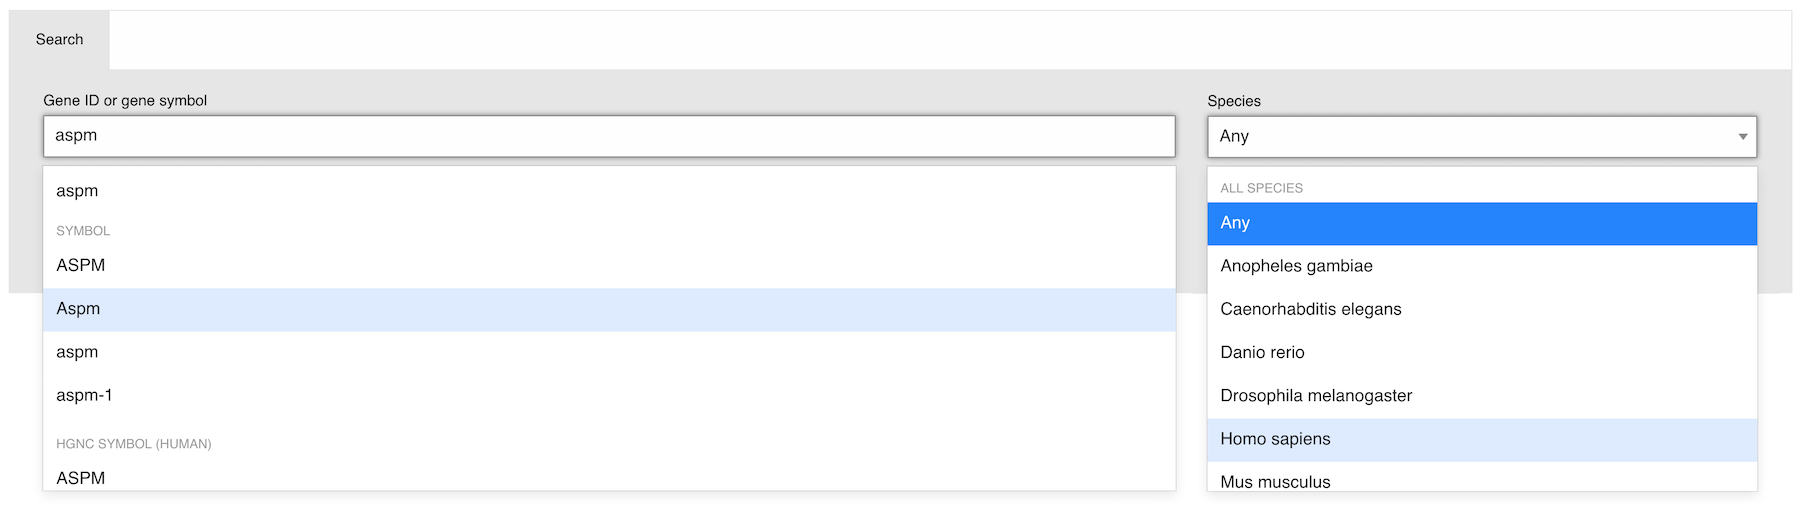 Search
Gene ID or gene symbol
aspm
aspm
SYMBOL
ASPM
Aspm
aspm
aspm-1
HGNC SYMBOL (HUMAN)
ASPM
Species
Any
ALL SPECIES
Any
Anopheles gambiae
Caenorhabditis elegans
Danio rerio
Drosophila melanogaster
Homo sapiens
Mus musculus